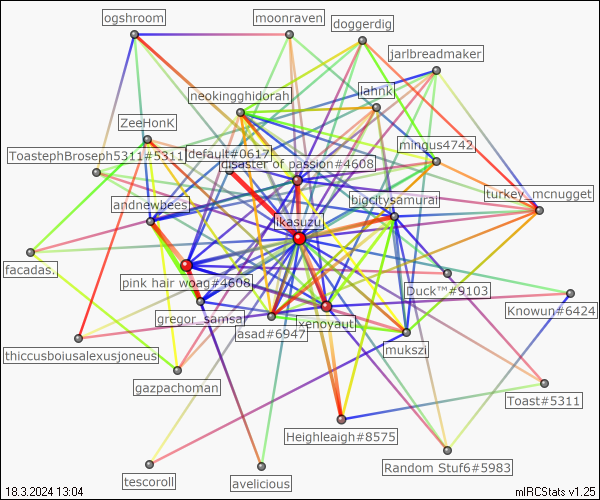 ogshroom
moonraven
doggerdig
jarlbreadmaker
neokingghidorah
lahnk
ZeeHonK
mingus4742
ToastephBroseph5311#5311
default#0617
disaster of passion#4608
turkey_mcnugget
andnewbees
bigcitysamurai
ikasuzu
facadas.
pink hair woag#4608
Duck™#9103
Knowun#6424
gregor_samsa
xenoyaut
asad#6947
mukszi
thiccusboiusalexusjoneus
gazpachoman
Toast#5311
Heighleaigh#8575
tescoroll
avelicious
Random Stuf6#5983
18.3.2024 13:04
mIRCStats v1.25